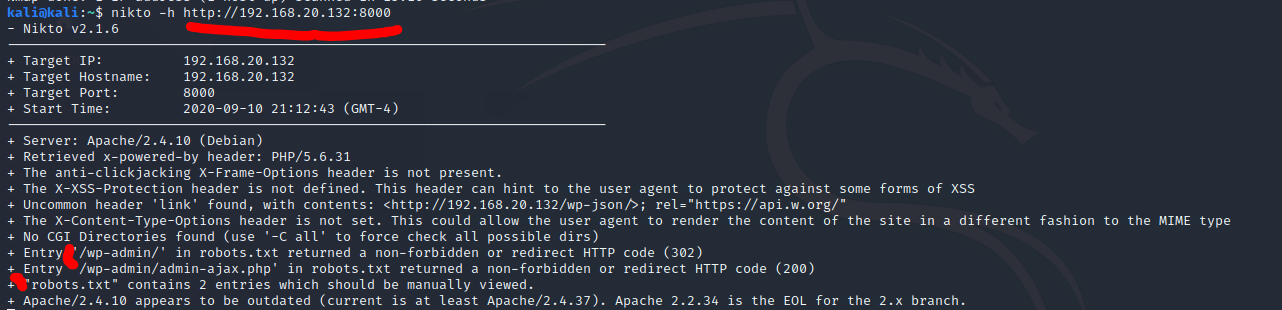 kali@kali:~$ nikto -h http://192.168.20.132:8000
- Nikto v2.1.6
+ Target IP: 192.168.20.132
+ Target Hostname: 192.168.20.132
+ Target Port: 8000
+ Start Time: 2020-09-10 21:12:43 (GMT-4)
+ Server: Apache/2.4.10 (Debian)
+ Retrieved x-powered-by header: PHP/5.6.31
+ The anti-clickjacking X-Frame-Options header is not present.
+ The X-XSS-Protection header is not defined. This header can hint to the user agent to protect against some forms of XSS
+ Uncommon header 'link' found, with contents: <http://192.168.20.132/wp-json/>; rel="https://api.w.org/"
+ The X-Content-Type-Options header is not set. This could allow the user agent to render the content of the site in a different fashion to the MIME type
+ No CGI Directories found (use '-C all' to force check all possible dirs)
+ Entry '/wp-admin/' in robots.txt returned a non-forbidden or redirect HTTP code (302)
+ Entry '/wp-admin/admin-ajax.php' in robots.txt returned a non-forbidden or redirect HTTP code (200)
+ "robots.txt" contains 2 entries which should be manually viewed.
+ Apache/2.4.10 appears to be outdated (current is at least Apache/2.4.37). Apache 2.2.34 is the EOL for the 2.x branch.